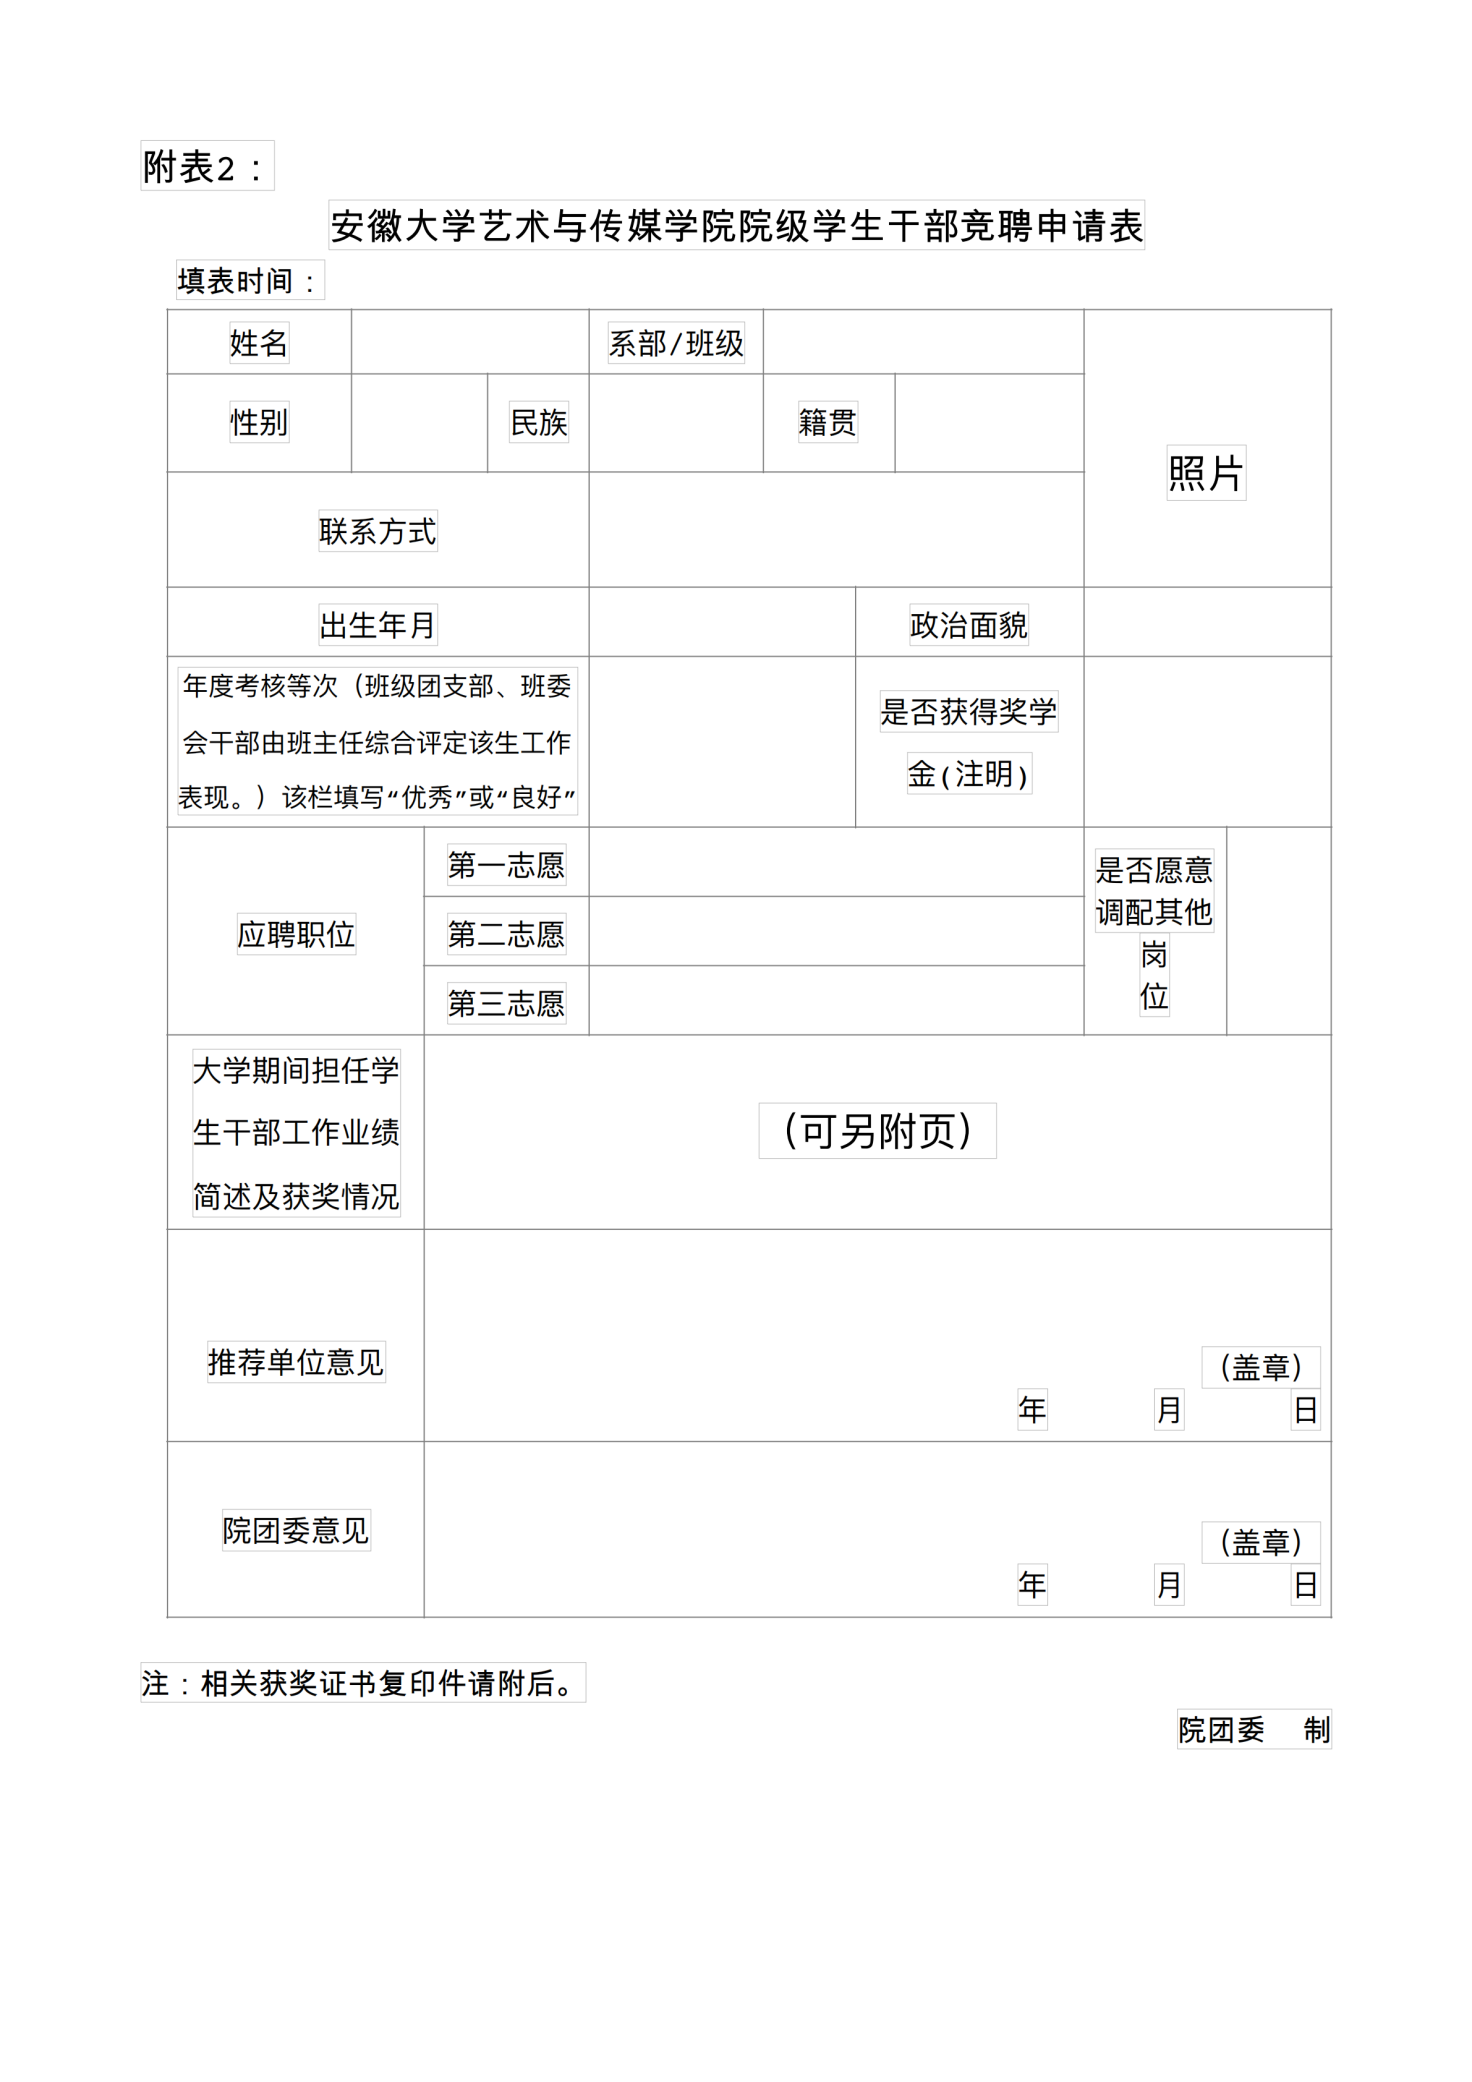 附表2：
安徽大学艺术与传媒学院院级学生干部竞聘申请表
填表时间：
姓名
系部/班级
照片
性别
民族
籍贯
联系方式
出生年月
政治面貌
年度考核等次（班级团支部、班委
会干部由班主任综合评定该生工作
表现。）该栏填写“优秀”或“良好”
是否获得奖学
金(注明)
应聘职位
第一志愿
第二志愿
第三志愿
是否愿意
调配其他
岗
位
大学期间担任学
生干部工作业绩
简述及获奖情况
（可另附页）
推荐单位意见
（盖章）
年 月 日
院团委意见
（盖章）
年 月 日
注：相关获奖证书复印件请附后。
院团委 制